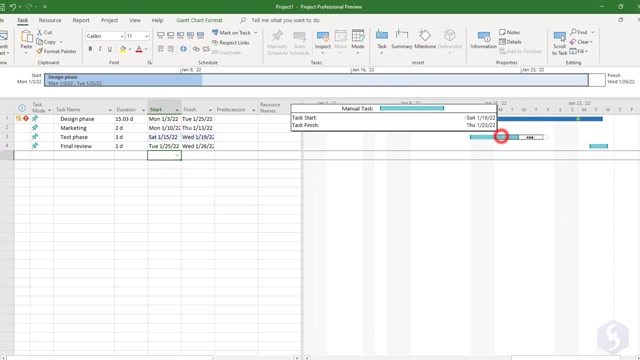 Project1 - Project Professional Preview
Task Resource Report Project View Help Gantt Chart Format Tell me what you want to do
Cut
Copy
Format Painter
Calibri 11
B I U A
Mark on Track
Respect Links
Inactivate
Manually Schedule
Auto Schedule
Inspect Move Mode
Task Summary Milestone Deliverable
Information
Notes
Details
Add to Timeline
Scroll to Task
Find
Clear
Fill
View Clipboard Font Schedule Tasks Insert Properties Editing
Jan 9, '22 Jan 16, '22 Jan 23, '22
Start
Mon 1/3/22
Design phase
Mon 1/3/22 - Tue 1/25/22
Finish
Wed 1/26/22
Task Mode Task Name Duration Start Finish Predecessors Resource Names
1 Design phase 15.03 d Mon 1/3/22 Tue 1/25/22
2 Marketing 2 d Mon 1/10/22 Thu 1/13/22
3 Test phase 3 d Sat 1/15/22 Wed 1/19/22
4 Final review 1 d Tue 1/25/22 Wed 1/26/22
Jan 23, '22
S M T W T F S S M T W
Manual Task:
Task Start: Sun 1/16/22
Task Finish: Thu 1/20/22